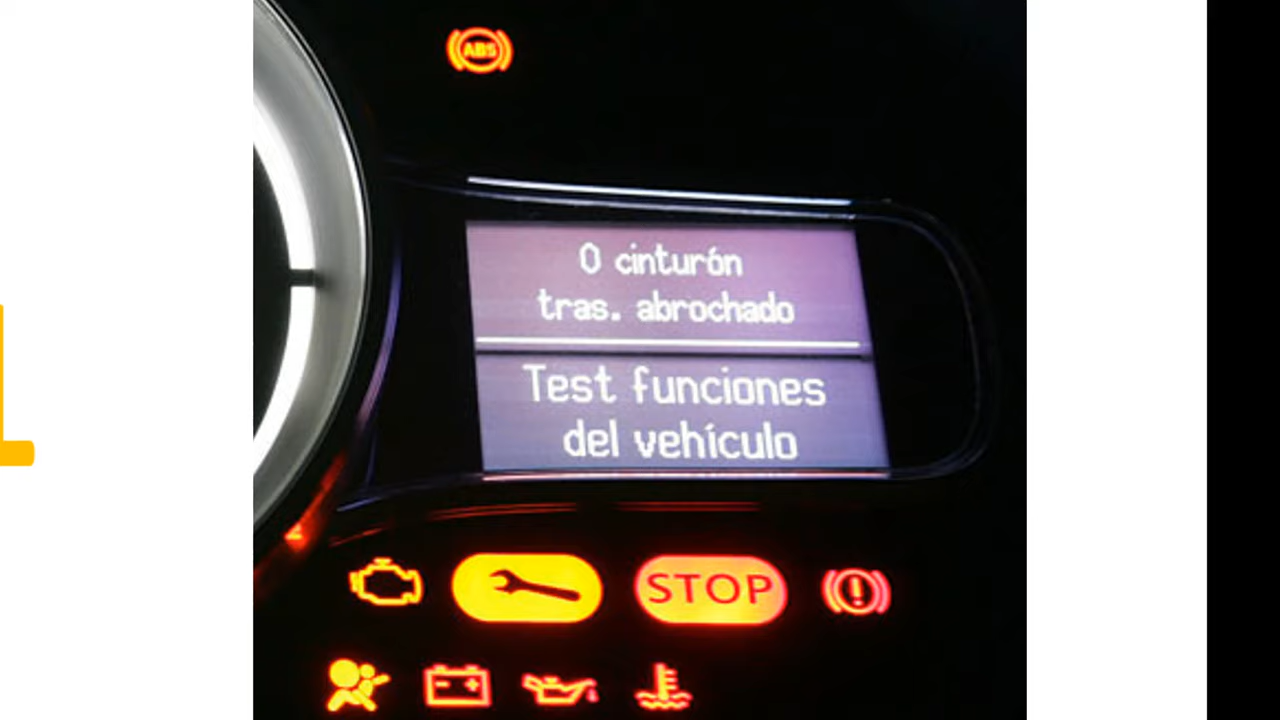 ABS
0 cinturón
tras. abrochado
Test funciones
del vehículo
STOP